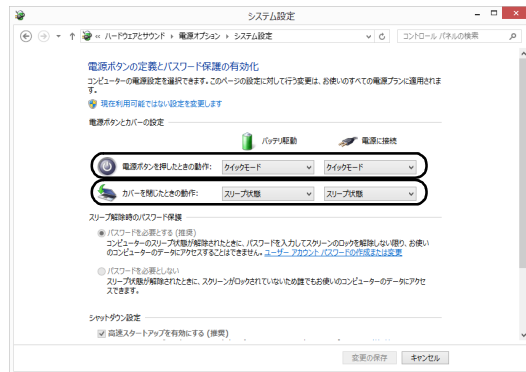 システム設定
« ハードウェアとサウンド › 電源オプション › システム設定
コントロール パネルの検索
電源ボタンの定義とパスワード保護の有効化
コンピューターの電源設定を選択できます。このページの設定に対して行う変更は、お使いのすべての電源プランに適用されま
す。
現在利用可能ではない設定を変更します
電源ボタンとカバーの設定
バッテリ駆動 電源に接続
電源ボタンを押したときの動作: クイックモード クイックモード
カバーを閉じたときの動作: スリープ状態 スリープ状態
スリープ解除時のパスワード保護
パスワードを必要とする (推奨)
コンピューターのスリープ状態が解除されたときに、パスワードを入力してスクリーンのロックを解除しない限り、お使い
のコンピューターのデータにアクセスすることはできません。ユーザー アカウント パスワードの作成または変更
パスワードを必要としない
スリープ状態が解除されたときに、スクリーンがロックされていないため誰でもお使いのコンピューターのデータにアクセ
スできます。
シャットダウン設定
高速スタートアップを有効にする (推奨)
変更の保存 キャンセル